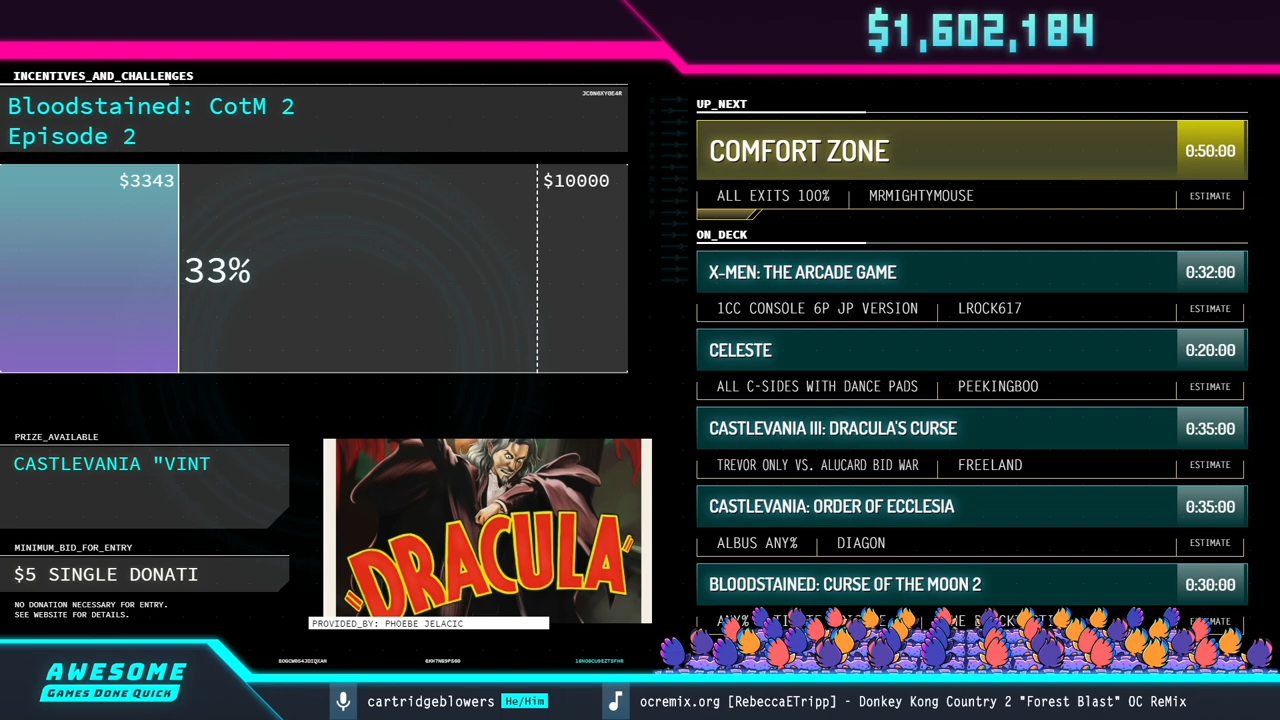 $1,602,184
INCENTIVES_AND_CHALLENGES
Bloodstained: CotM 2
Episode 2
$3343
$10000
33%
PRIZE_AVAILABLE
CASTLEVANIA "VINT
MINIMUM_BID_FOR_ENTRY
$5 SINGLE DONATI
NO DONATION NECESSARY FOR ENTRY.
SEE WEBSITE FOR DETAILS.
"DRACULA"
PROVIDED_BY: PHOEBE JELACIC
UP_NEXT
COMFORT ZONE
0:50:00
ALL EXITS 100%
MRMIGHTYMOUSE
ESTIMATE
ON_DECK
X-MEN: THE ARCADE GAME
0:32:00
1CC CONSOLE 6P JP VERSION
LROCK617
ESTIMATE
CELESTE
0:20:00
ALL C-SIDES WITH DANCE PADS
PEEKINGBOO
ESTIMATE
CASTLEVANIA III: DRACULA'S CURSE
0:35:00
TREVOR ONLY VS. ALUCARD BID WAR
FREELAND
ESTIMATE
CASTLEVANIA: ORDER OF ECCLESIA
0:35:00
ALBUS ANY%
DIAGON
ESTIMATE
BLOODSTAINED: CURSE OF THE MOON 2
0:30:00
ANY%
AWESOME
GAMES DONE QUICK
cartridgeblowers He/Him
ocremix.org [RebeccaETripp] - Donkey Kong Country 2 "Forest Blast" OC ReMix